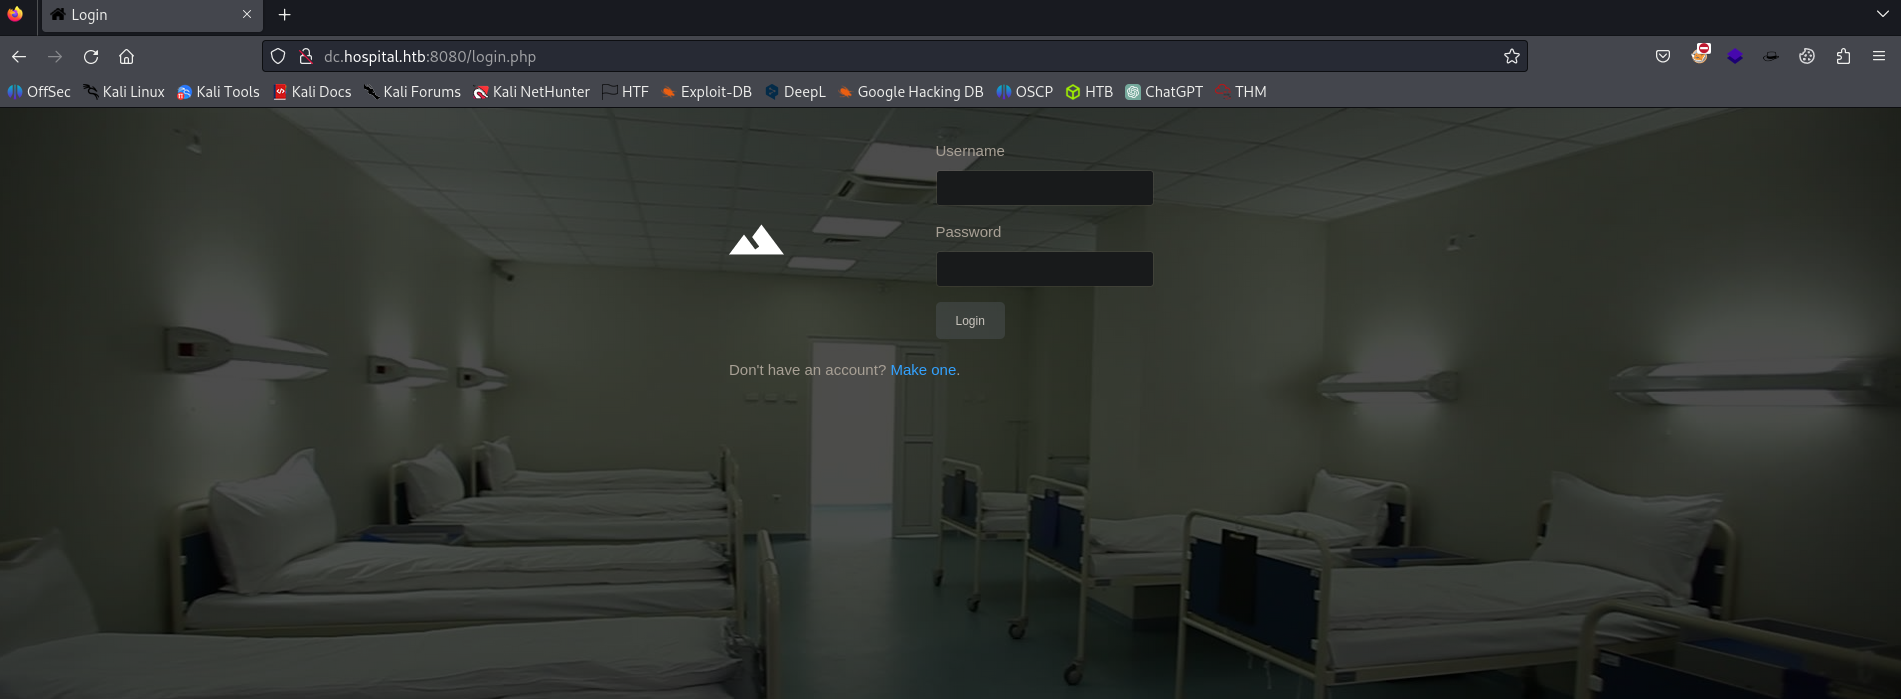 Login
dc.hospital.htb:8080/login.php
OffSec Kali Linux Kali Tools Kali Docs Kali Forums Kali NetHunter HTF Exploit-DB DeepL Google Hacking DB OSCP HTB ChatGPT THM
Username
Password
Login
Don't have an account? Make one.